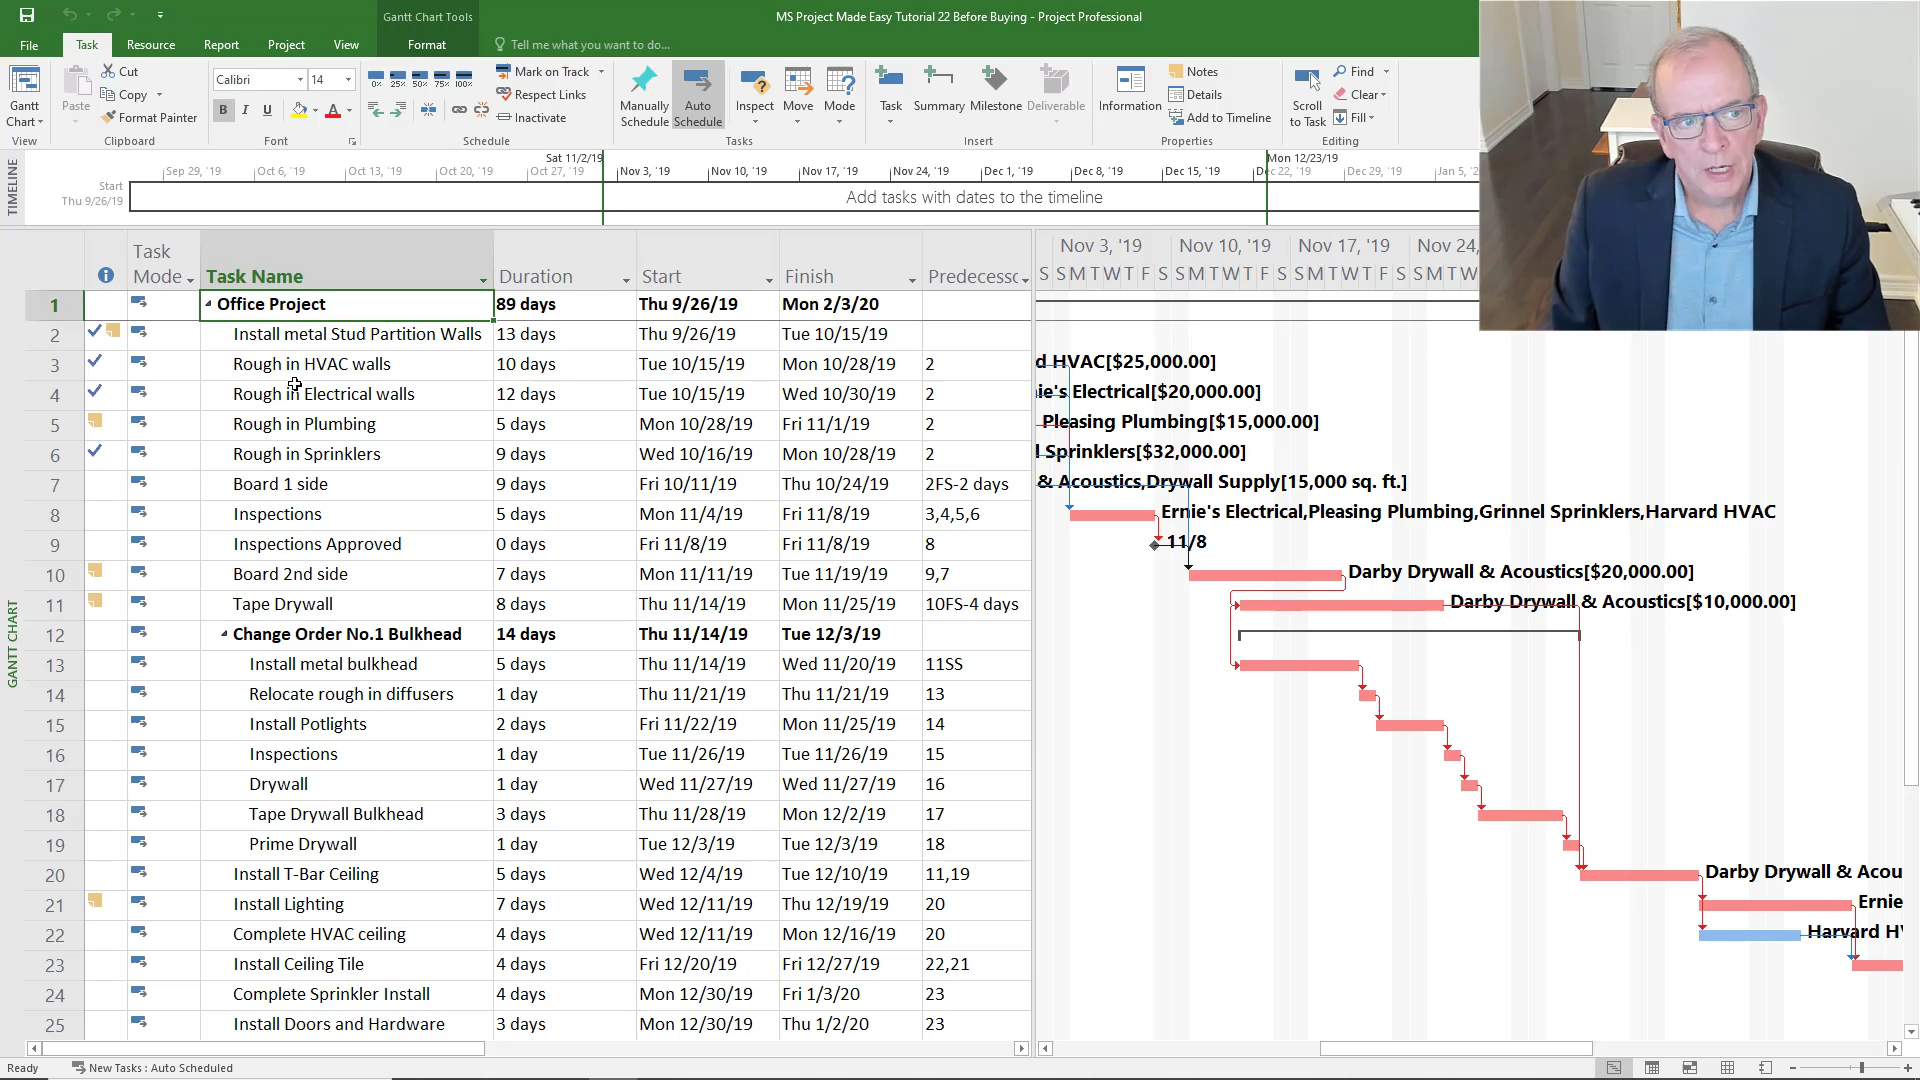 Gantt Chart Tools
MS Project Made Easy Tutorial 22 Before Buying - Project Professional
File Task Resource Report Project View Format Tell me what you want to do...
Gantt Chart
View
Paste
Cut
Copy
Format Painter
Clipboard
Calibri 14
B I U A
Font
0% 25% 50% 75% 100%
Mark on Track
Respect Links
Inactivate
Schedule
Manually Schedule
Auto Schedule
Inspect Move Mode
Tasks
Task Summary Milestone Deliverable
Insert
Information
Notes
Details
Add to Timeline
Properties
Scroll to Task
Find
Clear
Fill
Editing
TIMELINE
Sat 11/2/19 Mon 12/23/19
Sep 29, '19 Oct 6, '19 Oct 13, '19 Oct 20, '19 Oct 27, '19 Nov 3, '19 Nov 10, '19 Nov 17, '19 Nov 24, '19 Dec 1, '19 Dec 8, '19 Dec 15, '19 Dec 22, '19 Dec 29, '19 Jan 5, '
Start
Thu 9/26/19
Add tasks with dates to the timeline
GANTT CHART
Task Mode Task Name Duration Start Finish Predecessc
1 Office Project 89 days Thu 9/26/19 Mon 2/3/20
2 Install metal Stud Partition Walls 13 days Thu 9/26/19 Tue 10/15/19
3 Rough in HVAC walls 10 days Tue 10/15/19 Mon 10/28/19 2
4 Rough in Electrical walls 12 days Tue 10/15/19 Wed 10/30/19 2
5 Rough in Plumbing 5 days Mon 10/28/19 Fri 11/1/19 2
6 Rough in Sprinklers 9 days Wed 10/16/19 Mon 10/28/19 2
7 Board 1 side 9 days Fri 10/11/19 Thu 10/24/19 2FS-2 days
8 Inspections 5 days Mon 11/4/19 Fri 11/8/19 3,4,5,6
9 Inspections Approved 0 days Fri 11/8/19 Fri 11/8/19 8
10 Board 2nd side 7 days Mon 11/11/19 Tue 11/19/19 9,7
11 Tape Drywall 8 days Thu 11/14/19 Mon 11/25/19 10FS-4 days
12 Change Order No.1 Bulkhead 14 days Thu 11/14/19 Tue 12/3/19
13 Install metal bulkhead 5 days Thu 11/14/19 Wed 11/20/19 11SS
14 Relocate rough in diffusers 1 day Thu 11/21/19 Thu 11/21/19 13
15 Install Potlights 2 days Fri 11/22/19 Mon 11/25/19 14
16 Inspections 1 day Tue 11/26/19 Tue 11/26/19 15
17 Drywall 1 day Wed 11/27/19 Wed 11/27/19 16
18 Tape Drywall Bulkhead 3 days Thu 11/28/19 Mon 12/2/19 17
19 Prime Drywall 1 day Tue 12/3/19 Tue 12/3/19 18
20 Install T-Bar Ceiling 5 days Wed 12/4/19 Tue 12/10/19 11,19
21 Install Lighting 7 days Wed 12/11/19 Thu 12/19/19 20
22 Complete HVAC ceiling 4 days Wed 12/11/19 Mon 12/16/19 20
23 Install Ceiling Tile 4 days Fri 12/20/19 Fri 12/27/19 22,21
24 Complete Sprinkler Install 4 days Mon 12/30/19 Fri 1/3/20 23
25 Install Doors and Hardware 3 days Mon 12/30/19 Thu 1/2/20 23
Nov 3, '19 Nov 10, '19 Nov 17, '19 Nov 24,
S S M T W T F S S M T W T F S S M T W T F S S M T W
d HVAC[$25,000.00]
ie's Electrical[$20,000.00]
Pleasing Plumbing[$15,000.00]
l Sprinklers[$32,000.00]
& Acoustics,Drywall Supply[15,000 sq. ft.]
Ernie's Electrical,Pleasing Plumbing,Grinnel Sprinklers,Harvard HVAC
11/8
Darby Drywall & Acoustics[$20,000.00]
Darby Drywall & Acoustics[$10,000.00]
Darby Drywall & Acou
Ernie
Harvard HV
Ready New Tasks : Auto Scheduled